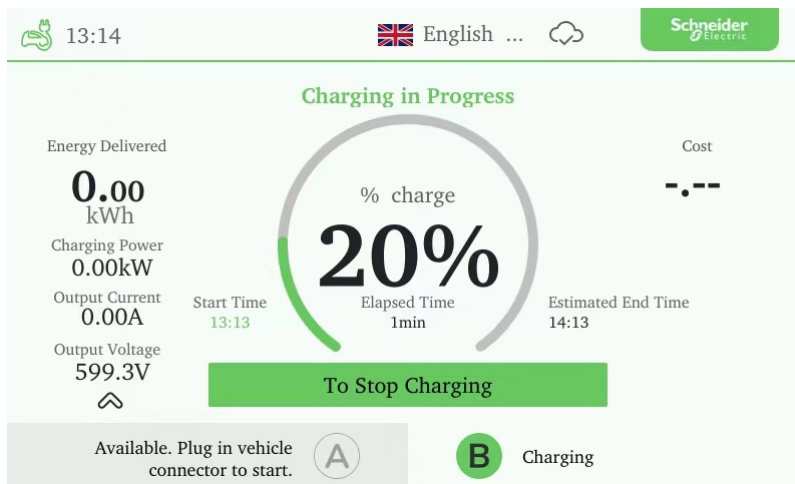 13:14
English ...
Schneider
Electric
Charging in Progress
Energy Delivered
0.00
kWh
Charging Power
0.00kW
Output Current
0.00A
Output Voltage
599.3V
% charge
20%
Start Time
13:13
Elapsed Time
1min
Estimated End Time
14:13
Cost
-.--
To Stop Charging
Available. Plug in vehicle
connector to start.
A
B
Charging